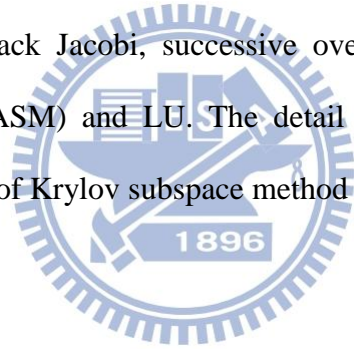 ack Jacobi, successive ove
ASM) and LU. The detail
of Krylov subspace method
1896